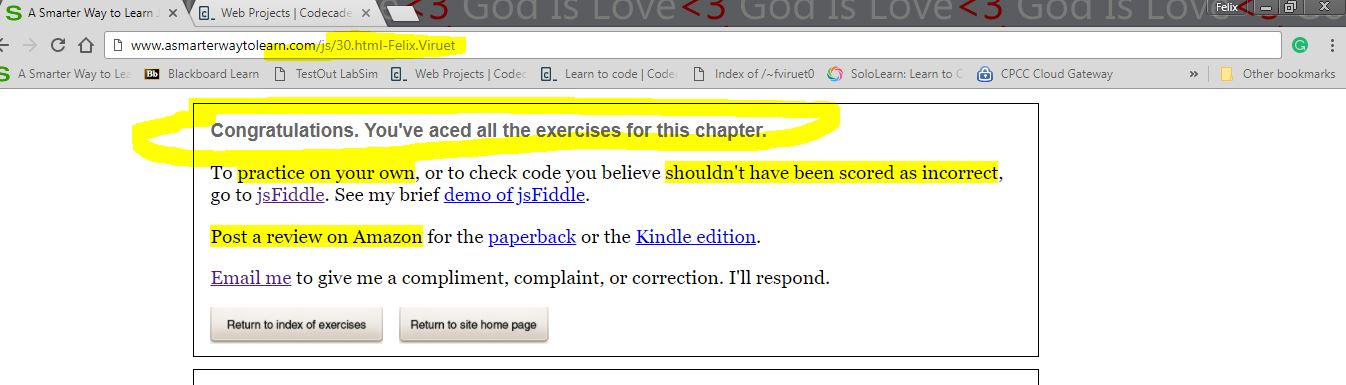 <3 God Is Love<3 God Is Love<3 God
A Smarter Way to Learn
Web Projects | Codecade
Felix
www.asmarterwaytolearn.com/js/30.html-Felix.Viruet
A Smarter Way to Lea
Bb Blackboard Learn
TestOut LabSim
Web Projects | Codec
Learn to code | Code
Index of /~fviruet0
SoloLearn: Learn to C
CPCC Cloud Gateway
»
Other bookmarks
Congratulations. You've aced all the exercises for this chapter.
To practice on your own, or to check code you believe shouldn't have been scored as incorrect,
go to jsFiddle. See my brief demo of jsFiddle.
Post a review on Amazon for the paperback or the Kindle edition.
Email me to give me a compliment, complaint, or correction. I'll respond.
Return to index of exercises
Return to site home page